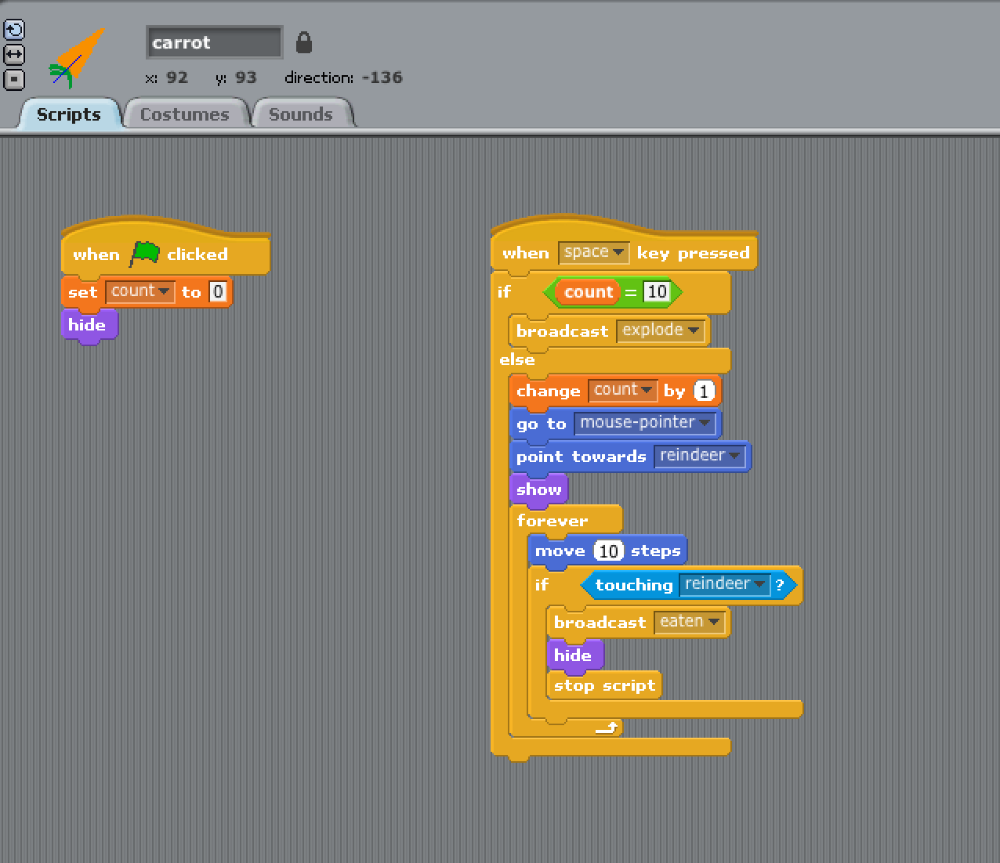 carrot
x: 92 y: 93 direction: -136
Scripts Costumes Sounds
when clicked
set count to 0
hide
when space key pressed
if count = 10
broadcast explode
else
change count by 1
go to mouse-pointer
point towards reindeer
show
forever
move 10 steps
if touching reindeer ?
broadcast eaten
hide
stop script